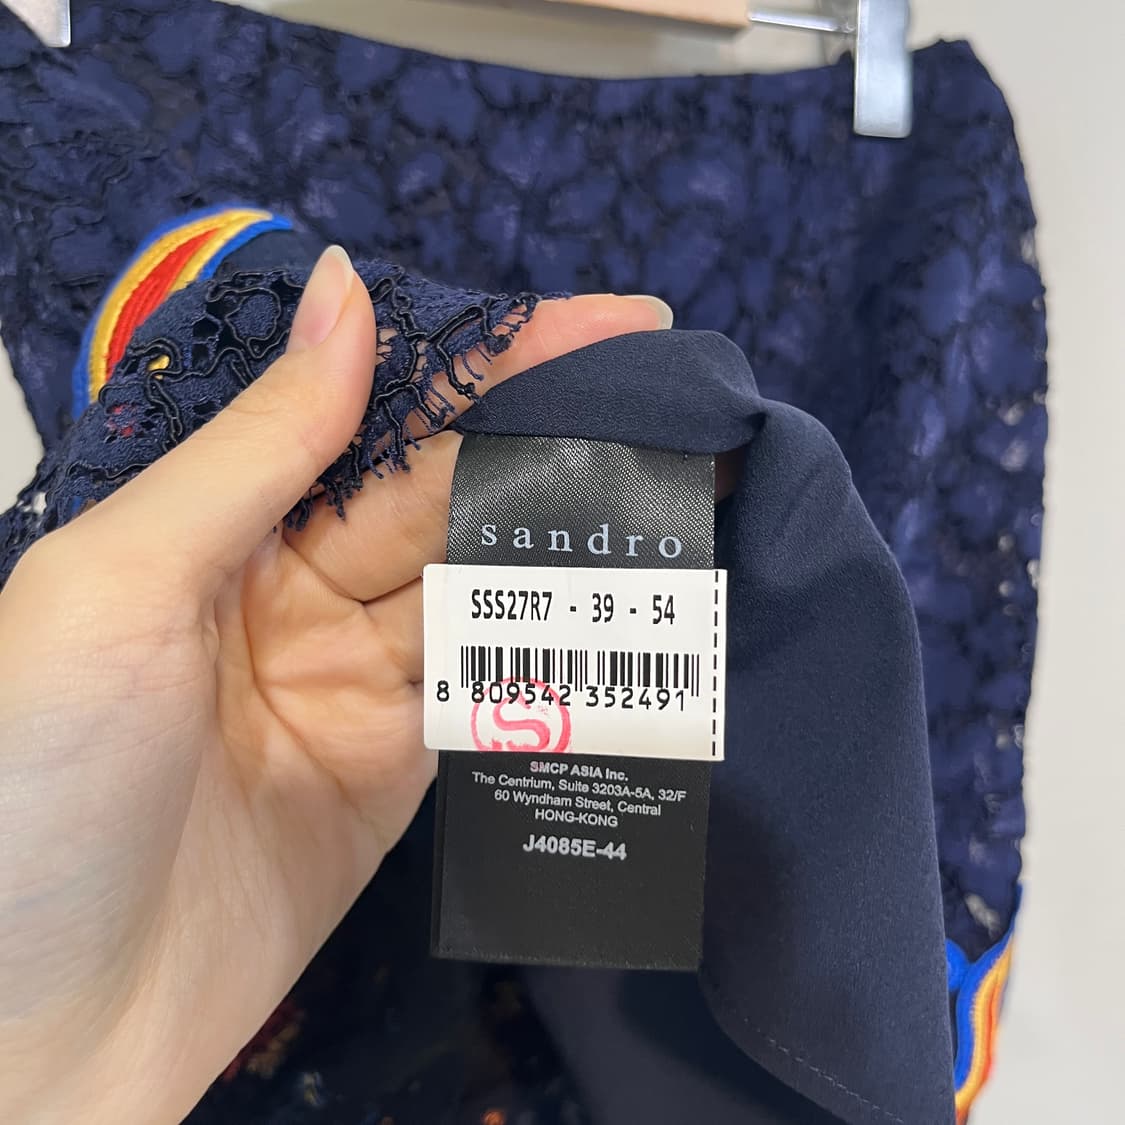 sandro
SSS27R7 - 39 - 54
8 809542 352491
S
SMCP ASIA Inc.
The Centrium, Suite 3203A-5A, 32/F
60 Wyndham Street, Central
HONG-KONG
J4085E-44